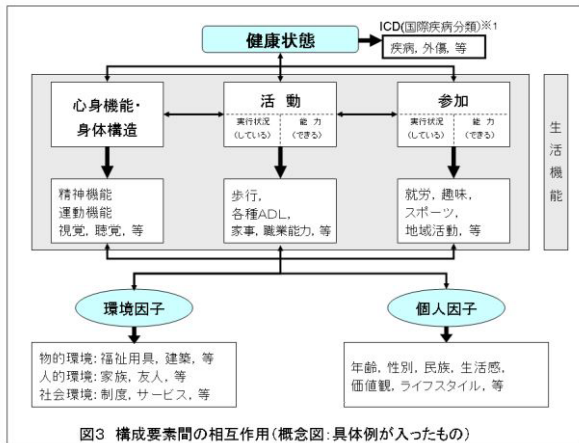 ICD(国際疾病分類)※1
健康状態
疾病, 外傷, 等
心身機能・
身体構造
活 動
実行状況
(している)
能 力
(できる)
参加
実行状況
(している)
能 力
(できる)
生活機能
精神機能
運動機能
視覚, 聴覚, 等
歩行,
各種ADL,
家事, 職業能力, 等
就労, 趣味,
スポーツ,
地域活動, 等
環境因子
個人因子
物的環境: 福祉用具, 建築, 等
人的環境: 家族, 友人, 等
社会環境: 制度, サービス, 等
年齢, 性別, 民族, 生活感,
価値観, ライフスタイル, 等
図3 構成要素間の相互作用(概念図: 具体例が入ったもの)